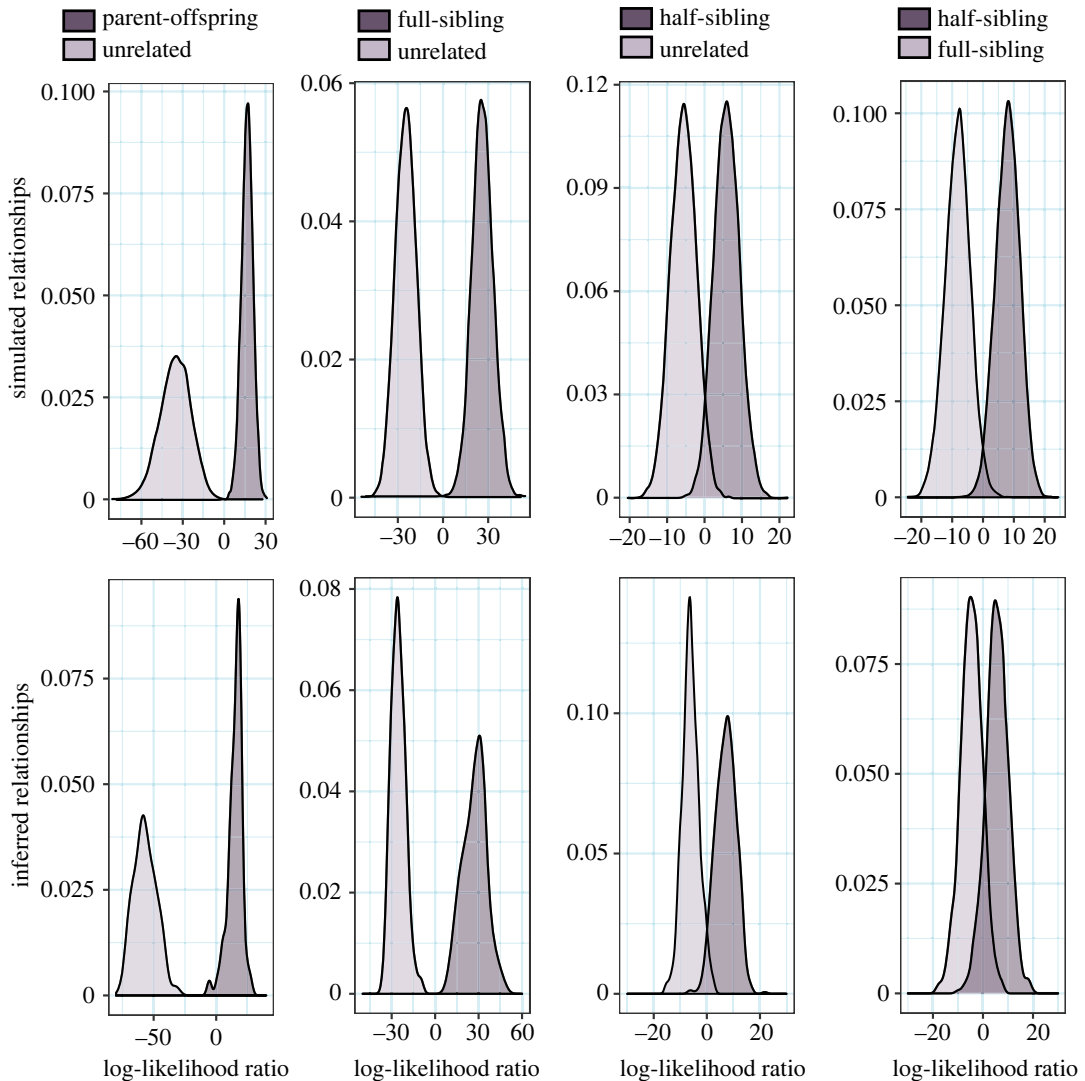 parent-offspring
unrelated
full-sibling
unrelated
half-sibling
unrelated
half-sibling
full-sibling
simulated relationships
0.100
0.075
0.050
0.025
0
–60 –30 0 30
0.06
0.04
0.02
0
–30 0 30
0.12
0.09
0.06
0.03
0
–20 –10 0 10 20
0.100
0.075
0.050
0.025
0
–20 –10 0 10 20
inferred relationships
0.075
0.050
0.025
0
–50 0
log-likelihood ratio
0.08
0.06
0.04
0.02
0
–30 0 30 60
log-likelihood ratio
0.10
0.05
0
–20 0 20
log-likelihood ratio
0.075
0.050
0.025
0
–20 0 20
log-likelihood ratio